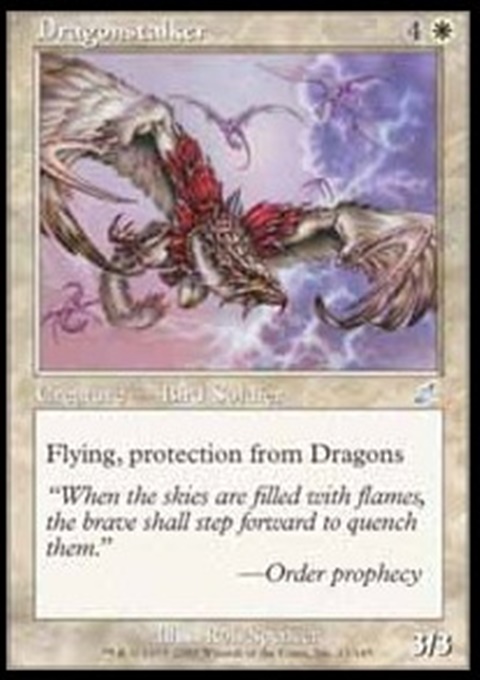 Dragonstalker 4
Creature — Bird Soldier
Flying, protection from Dragons
“When the skies are filled with flames,
the brave shall step forward to quench
them.”
—Order prophecy
Illus.
3/3